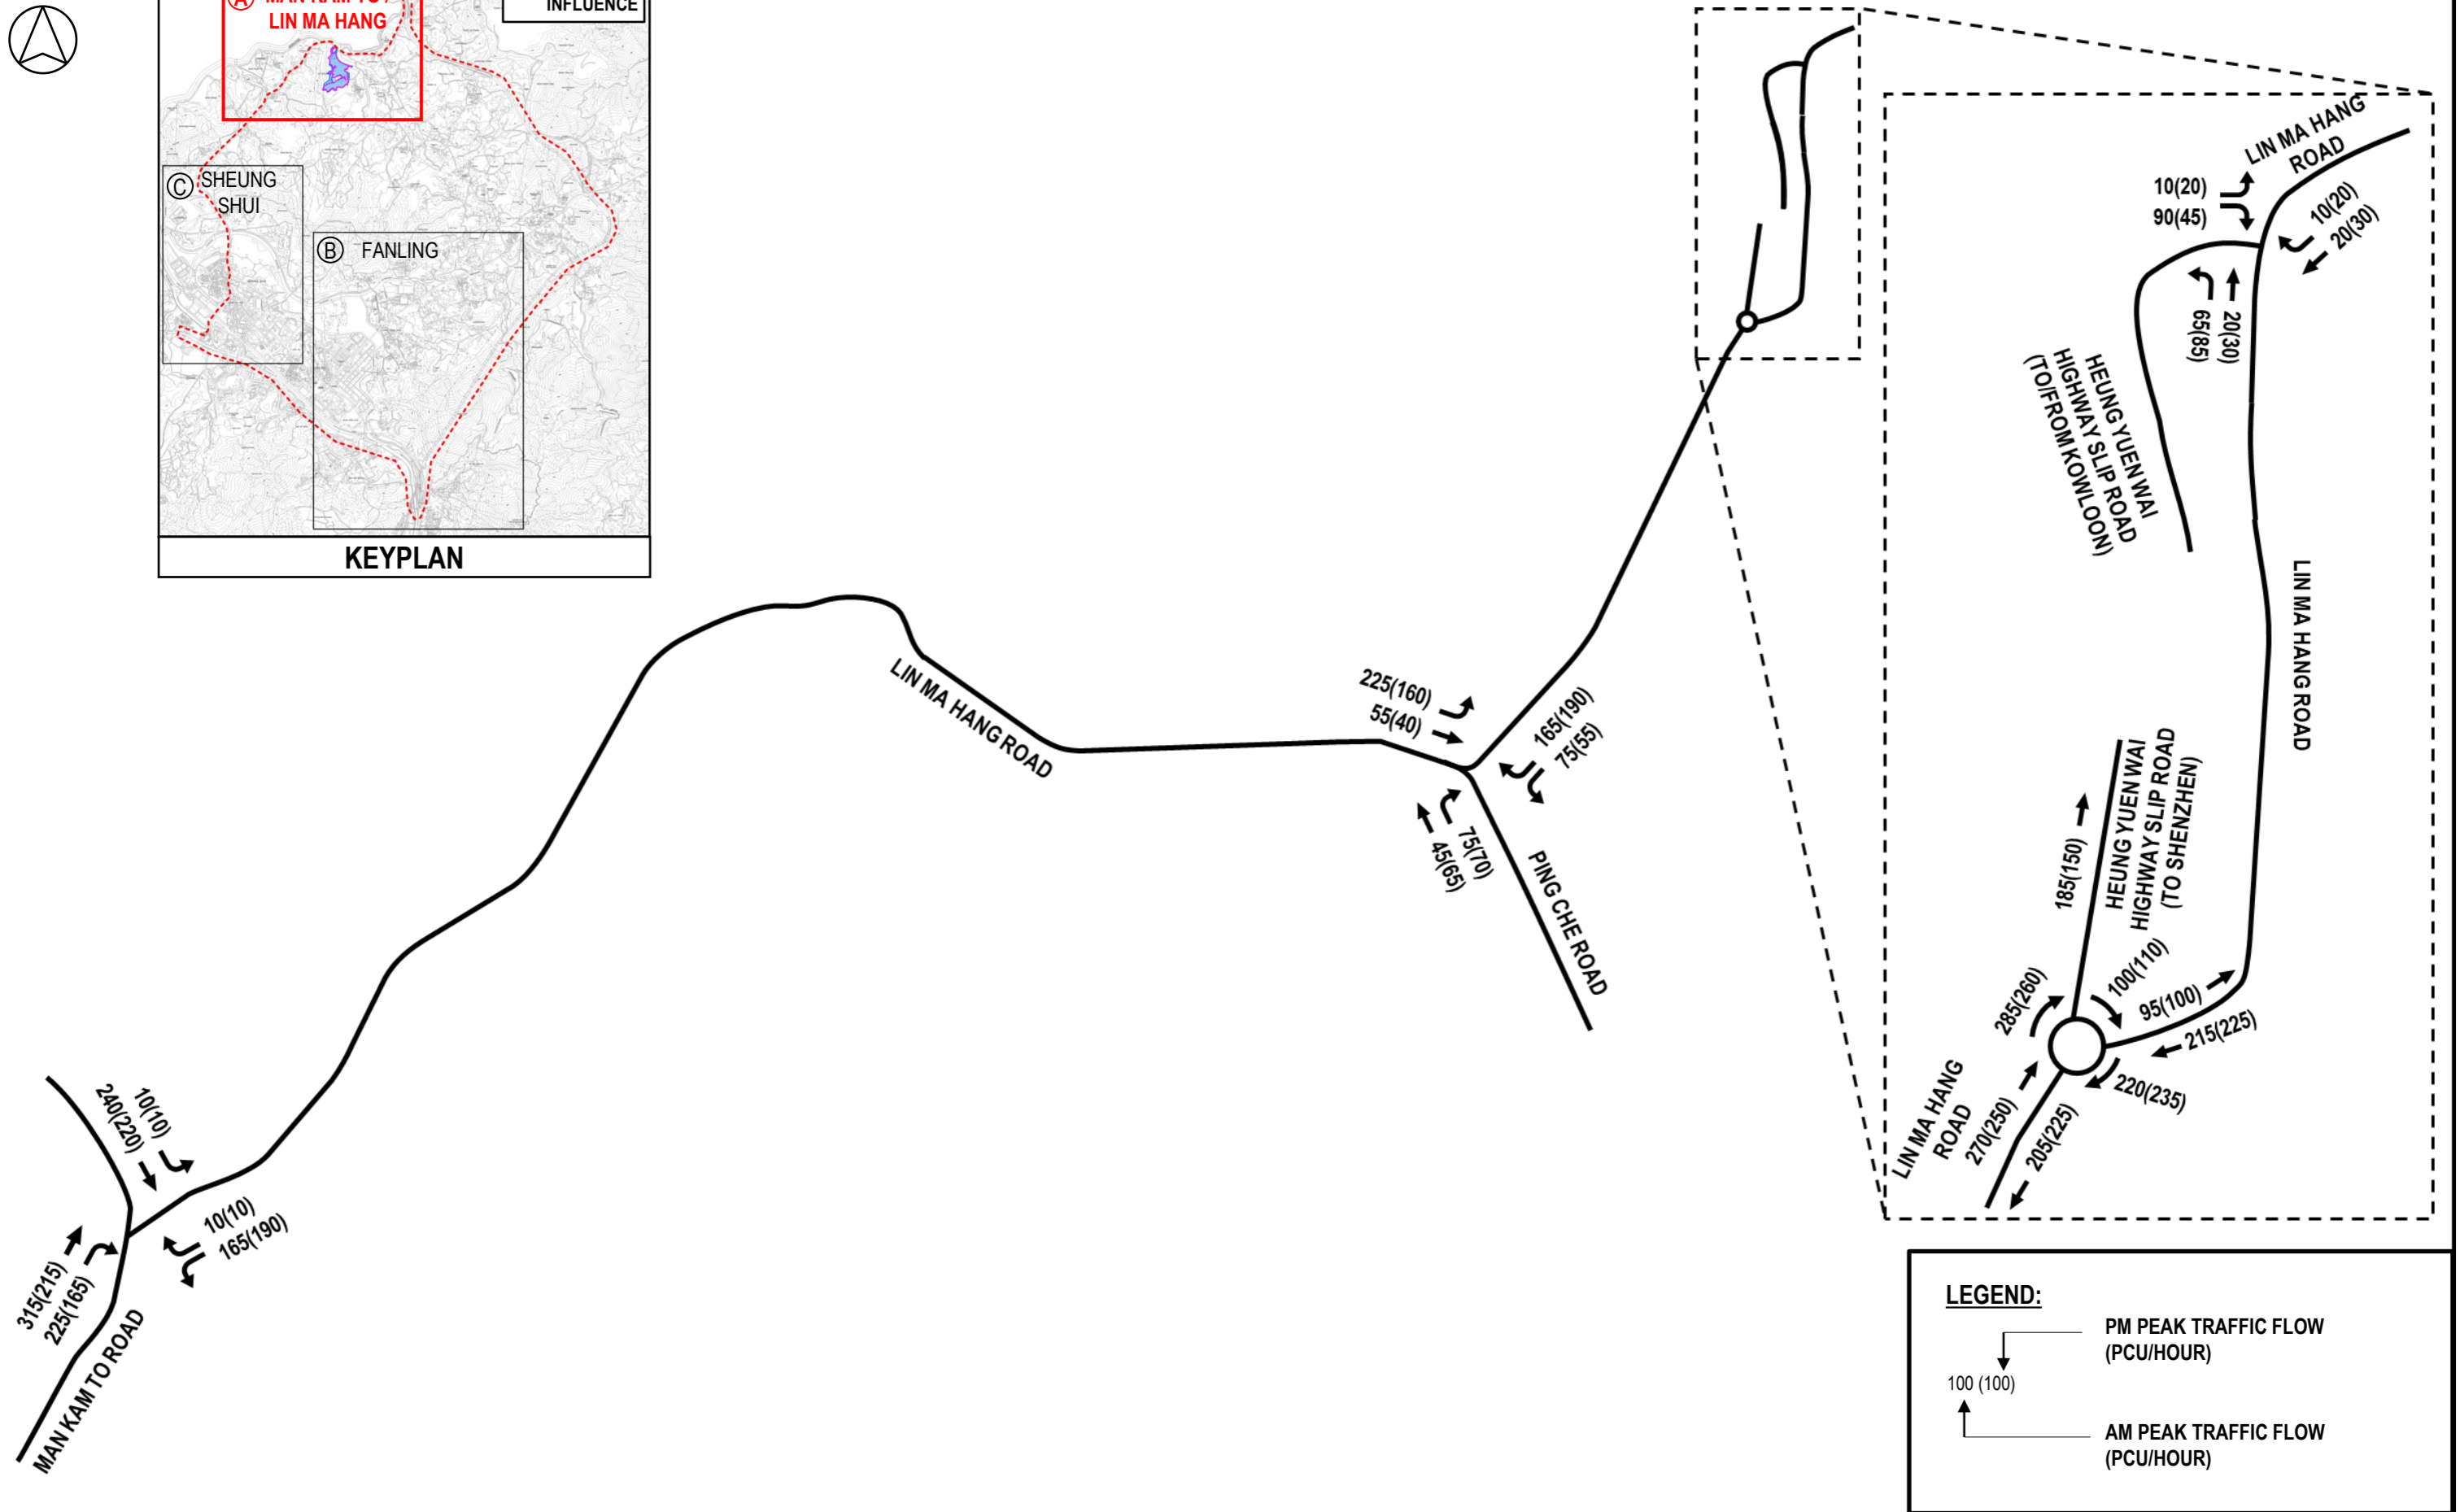 INFLUENCE
Ⓐ MAN KAM TO /
LIN MA HANG
Ⓒ SHEUNG
SHUI
Ⓑ FANLING
KEYPLAN
LIN MA HANG
ROAD
10(20)
90(45)
10(20)
20(30)
65(85)
20(30)
HEUNG YUEN WAI
HIGHWAY SLIP ROAD
(TO/FROM KOWLOON)
LIN MA HANG ROAD
HEUNG YUEN WAI
HIGHWAY SLIP ROAD
(TO SHENZHEN)
185(150)
285(260)
100(110)
95(100)
215(225)
220(235)
LIN MA HANG
ROAD
270(250)
205(225)
LIN MA HANG ROAD
225(160)
55(40)
165(190)
75(55)
75(70)
45(65)
PING CHE ROAD
10(10)
240(220)
10(10)
165(190)
315(215)
225(165)
MAN KAM TO ROAD
LEGEND:
PM PEAK TRAFFIC FLOW
(PCU/HOUR)
100 (100)
AM PEAK TRAFFIC FLOW
(PCU/HOUR)